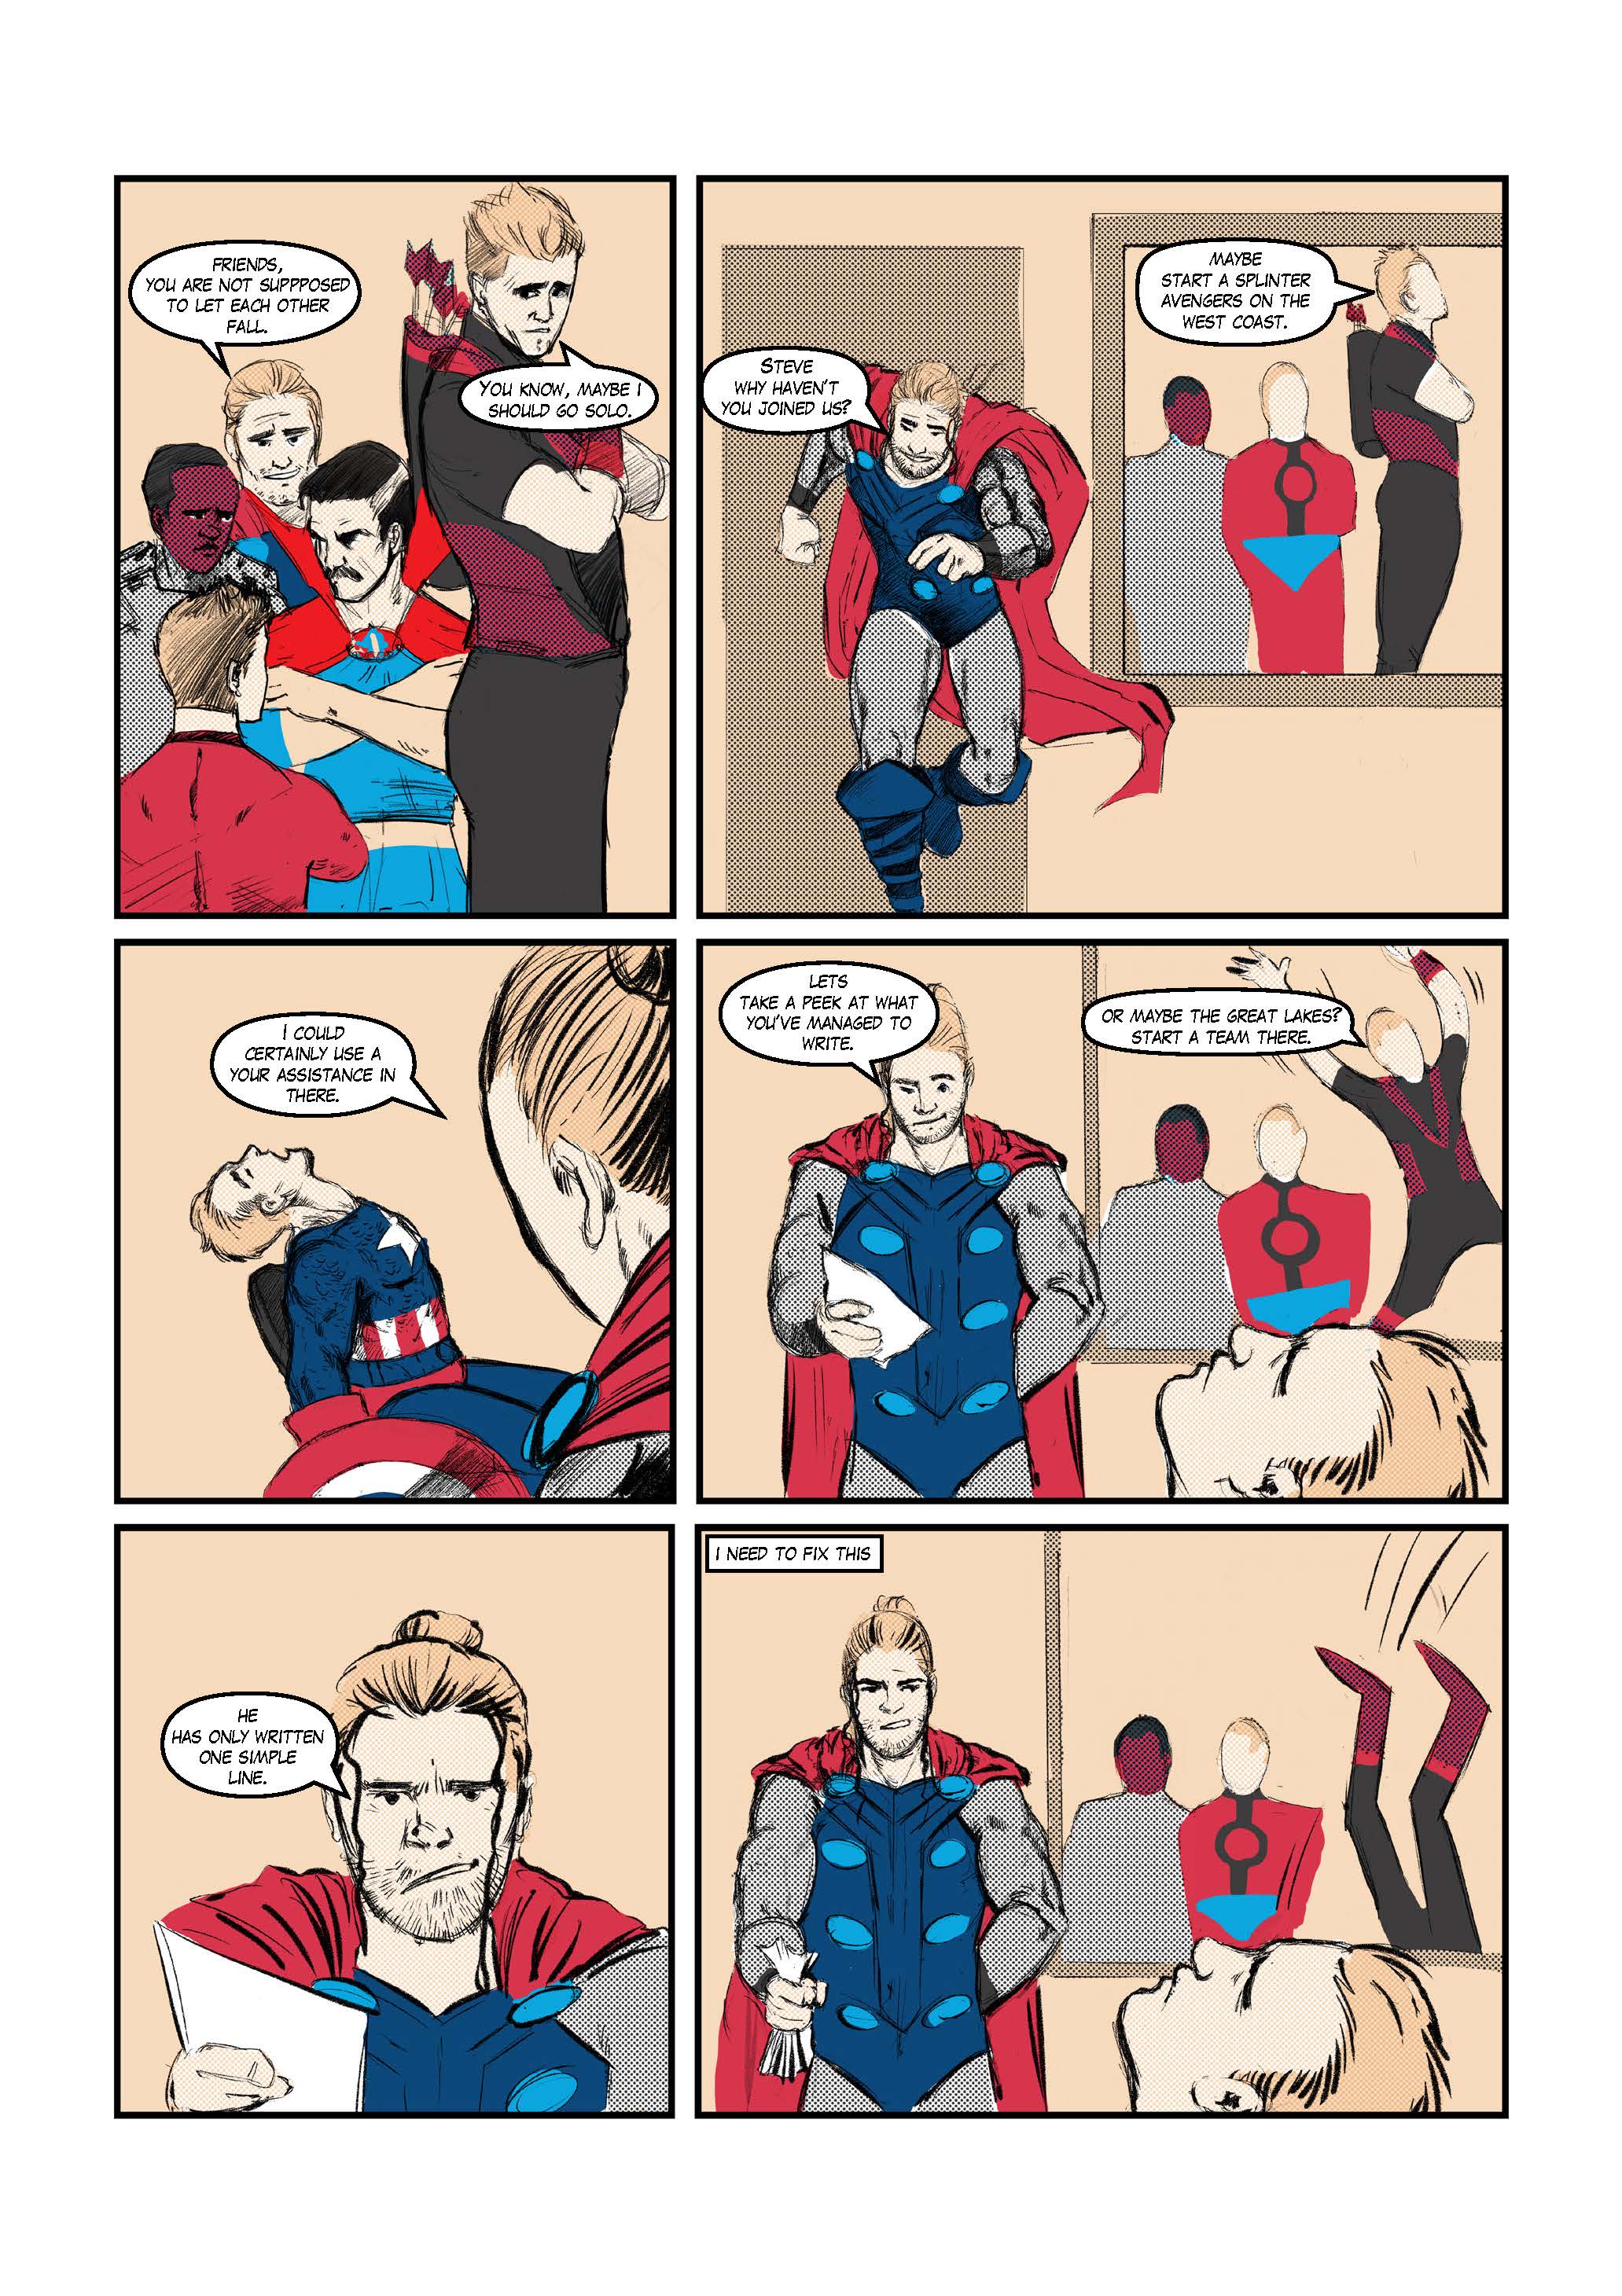 FRIENDS,
YOU ARE NOT SUPPPOSED
TO LET EACH OTHER
FALL.
YOU KNOW, MAYBE I
SHOULD GO SOLO.
STEVE
WHY HAVEN'T
YOU JOINED US?
MAYBE
START A SPLINTER
AVENGERS ON THE
WEST COAST.
I COULD
CERTAINLY USE A
YOUR ASSISTANCE IN
THERE.
LETS
TAKE A PEEK AT WHAT
YOU'VE MANAGED TO
WRITE.
OR MAYBE THE GREAT LAKES?
START A TEAM THERE.
HE
HAS ONLY WRITTEN
ONE SIMPLE
LINE.
I NEED TO FIX THIS